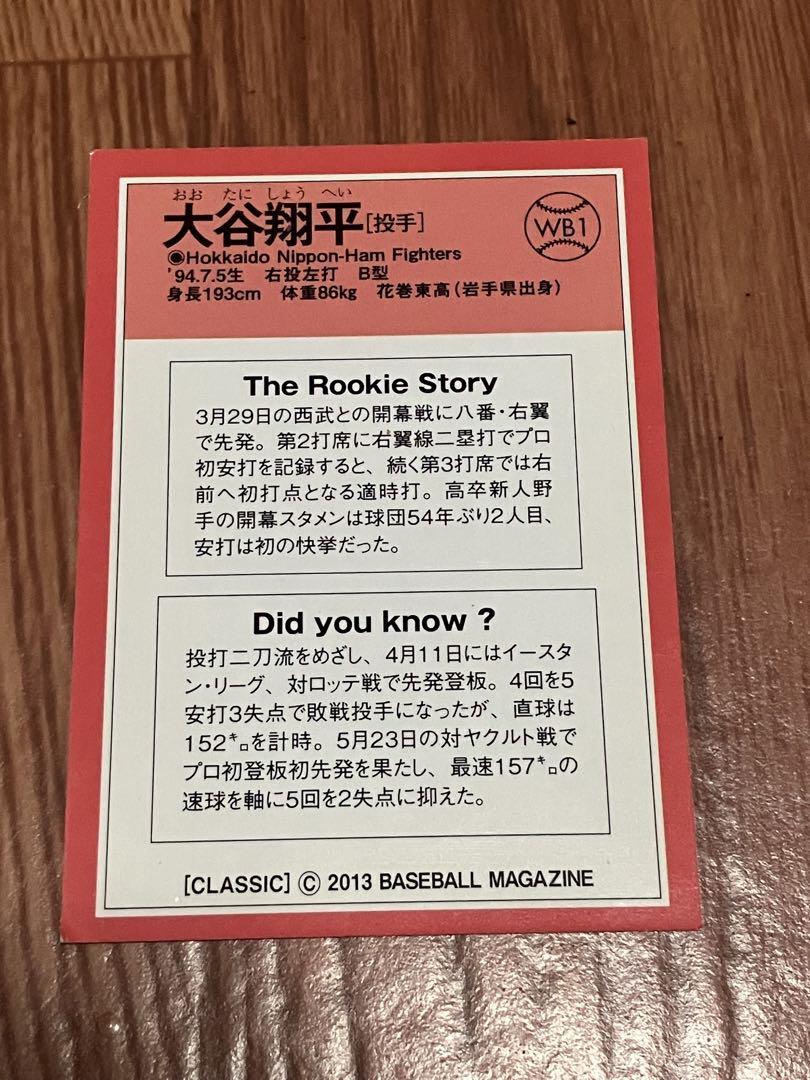 おお たに しょう へい
大谷翔平[投手]
WB1
◉Hokkaido Nippon-Ham Fighters
'94.7.5生 右投左打 B型
身長193cm 体重86kg 花巻東高(岩手県出身)
The Rookie Story
3月29日の西武との開幕戦に八番・右翼
で先発。第2打席に右翼線二塁打でプロ
初安打を記録すると、続く第3打席では右
前へ初打点となる適時打。高卒新人野
手の開幕スタメンは球団54年ぶり2人目、
安打は初の快挙だった。
Did you know ?
投打二刀流をめざし、4月11日にはイースタ
ン・リーグ、対ロッテ戦で先発登板。4回を5
安打3失点で敗戦投手になったが、直球は
152㌔を計時。5月23日の対ヤクルト戦で
プロ初登板初先発を果たし、最速157㌔の
速球を軸に5回を2失点に抑えた。
[CLASSIC] © 2013 BASEBALL MAGAZINE